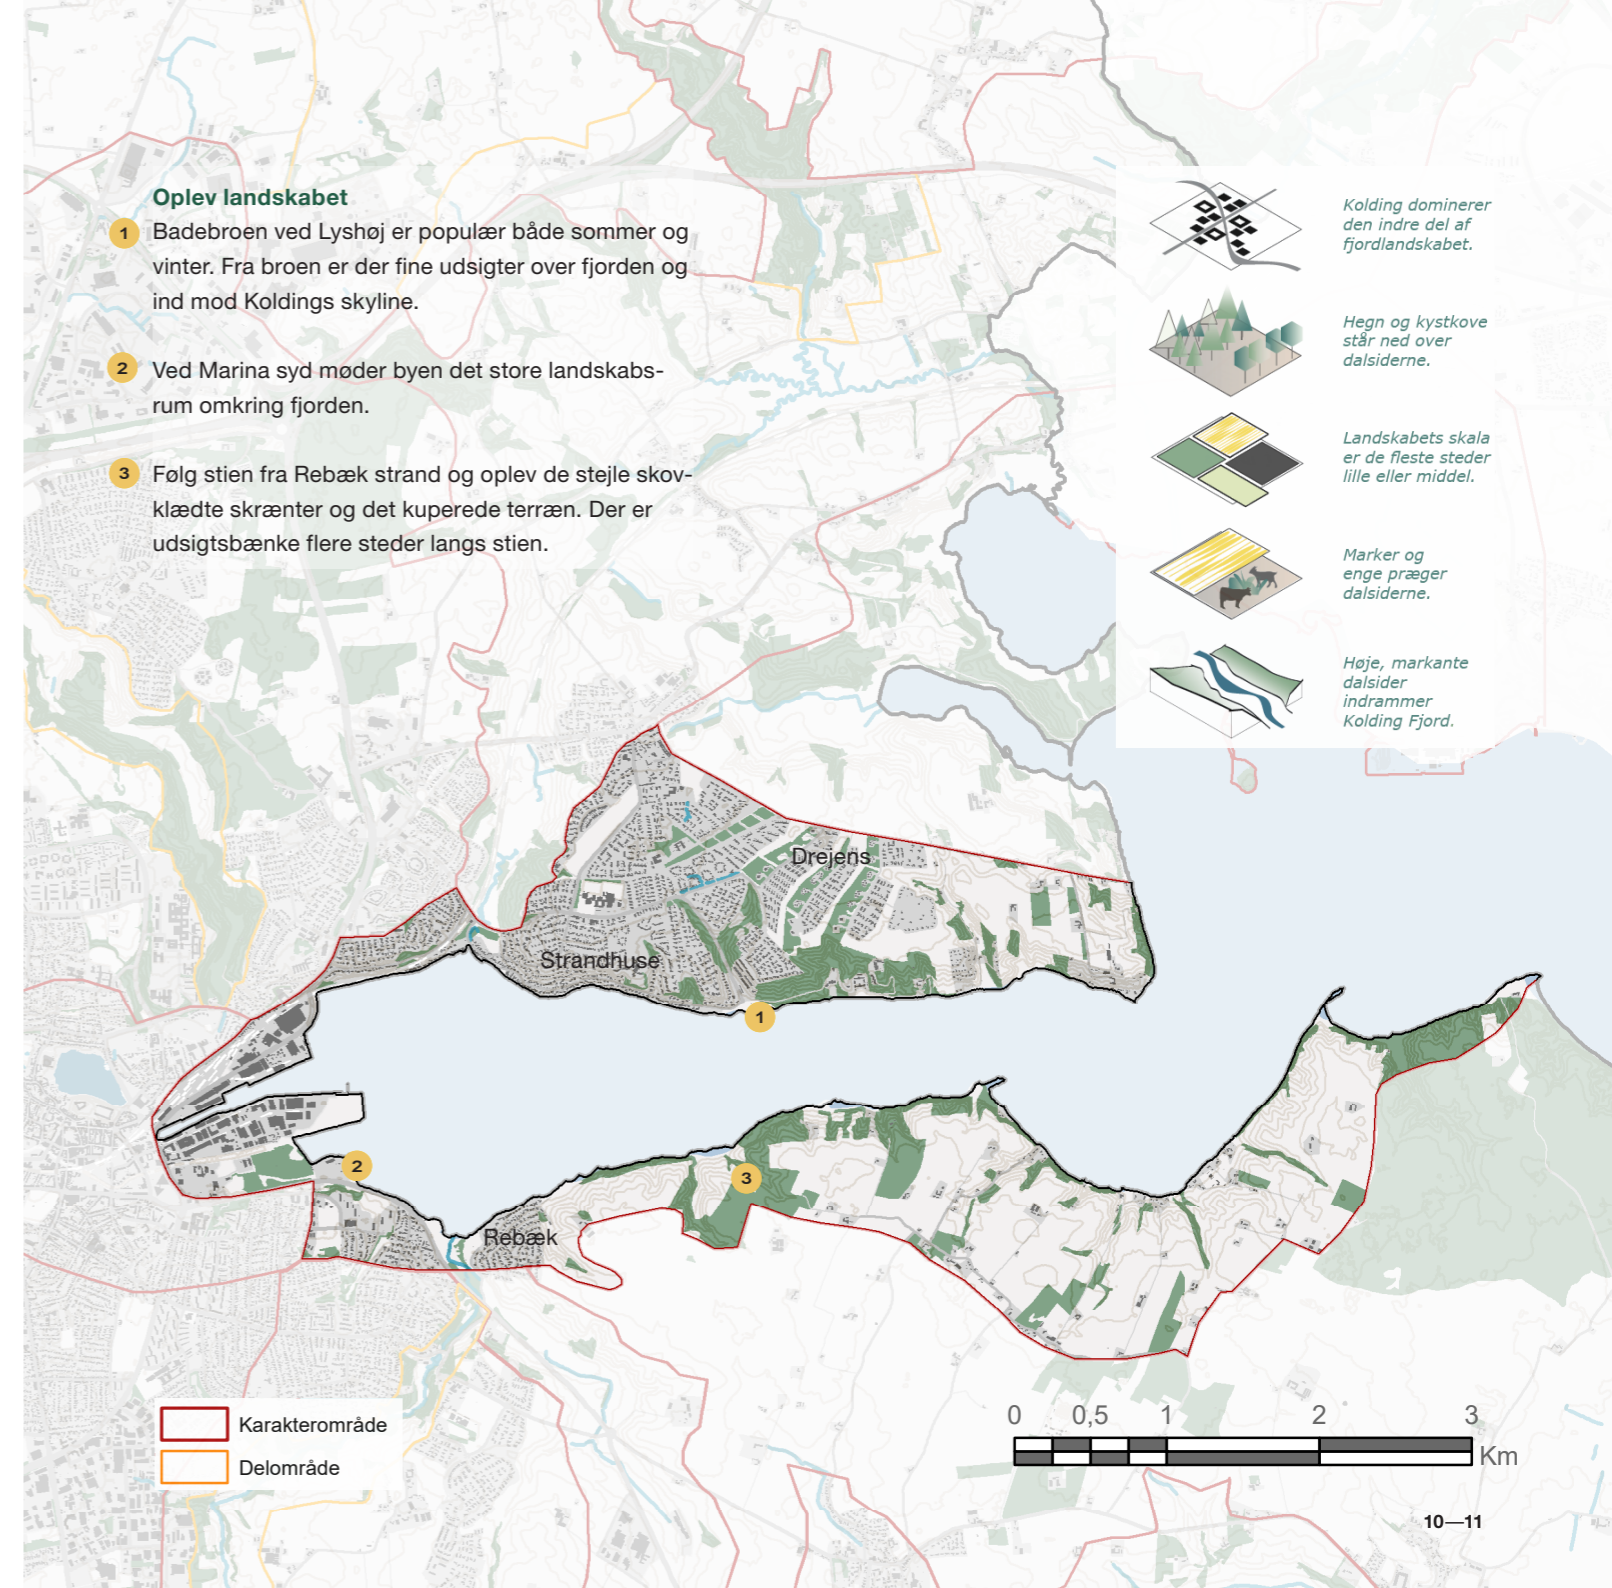 Oplev landskabet
1 Badebroen ved Lyshøj er populær både sommer og
vinter. Fra broen er der fine udsigter over fjorden og
ind mod Koldings skyline.
2 Ved Marina syd møder byen det store landskabs-
rum omkring fjorden.
3 Følg stien fra Rebæk strand og oplev de stejle skov-
klædte skrænter og det kuperede terræn. Der er
udsigtsbænke flere steder langs stien.
Kolding dominerer
den indre del af
fjordlandskabet.
Hegn og kystkove
står ned over
dalsiderne.
Landskabets skala
er de fleste steder
lille eller middel.
Marker og
enge præger
dalsiderne.
Høje, markante
dalsider
indrammer
Kolding Fjord.
Drejens
Strandhuse
1
2
3
Rebæk
Karakterområde
Delområde
0 0,5 1 2 3
Km
10—11